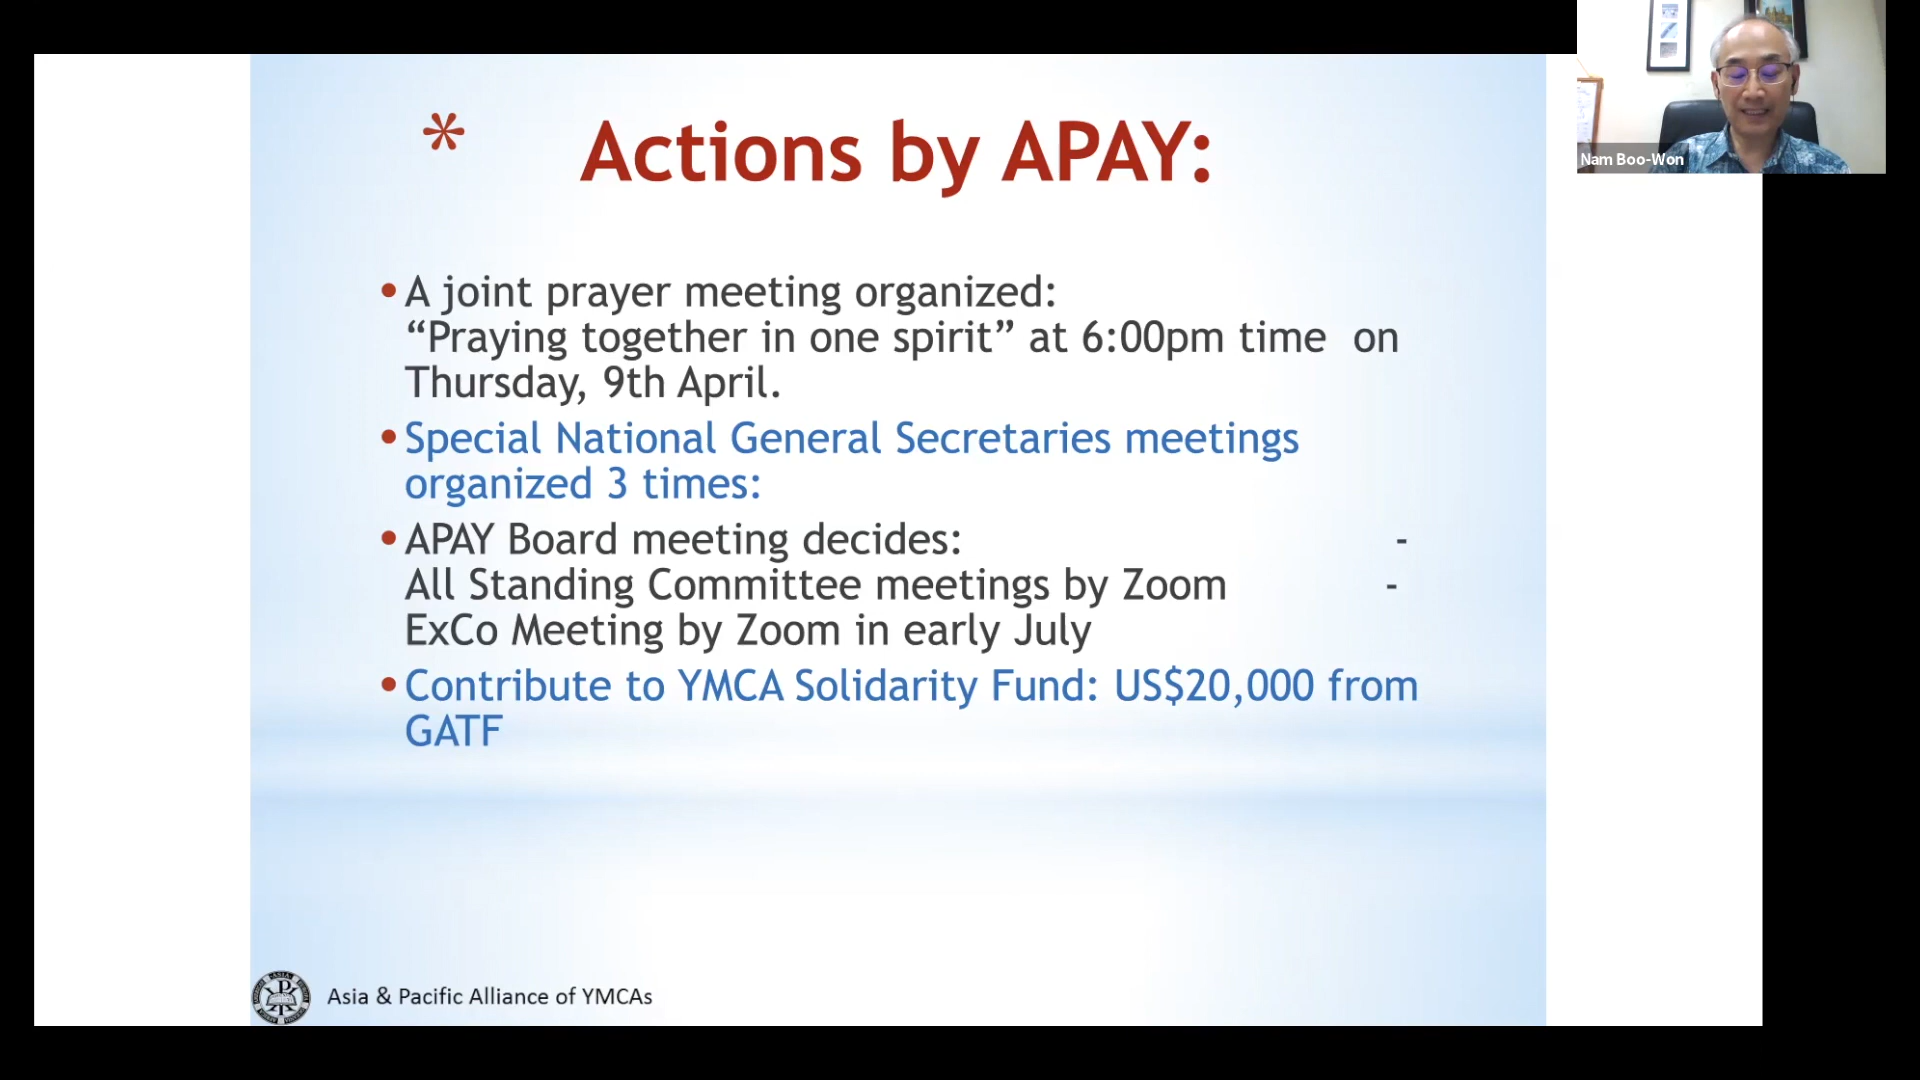 * Actions by APAY:
•A joint prayer meeting organized:
“Praying together in one spirit” at 6:00pm time on
Thursday, 9th April.
•Special National General Secretaries meetings
organized 3 times:
•APAY Board meeting decides: -
All Standing Committee meetings by Zoom -
ExCo Meeting by Zoom in early July
•Contribute to YMCA Solidarity Fund: US$20,000 from
GATF
Asia & Pacific Alliance of YMCAs
Nam Boo-Won